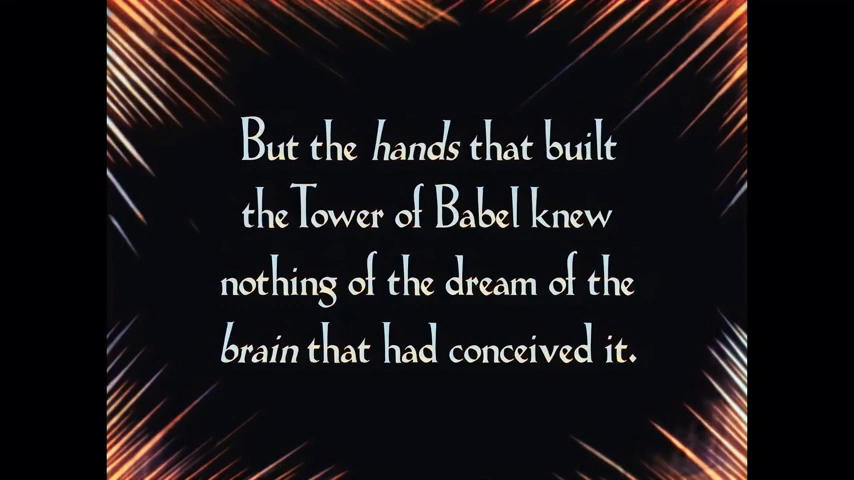 But the hands that built
the Tower of Babel knew
nothing of the dream of the
brain that had conceived it.